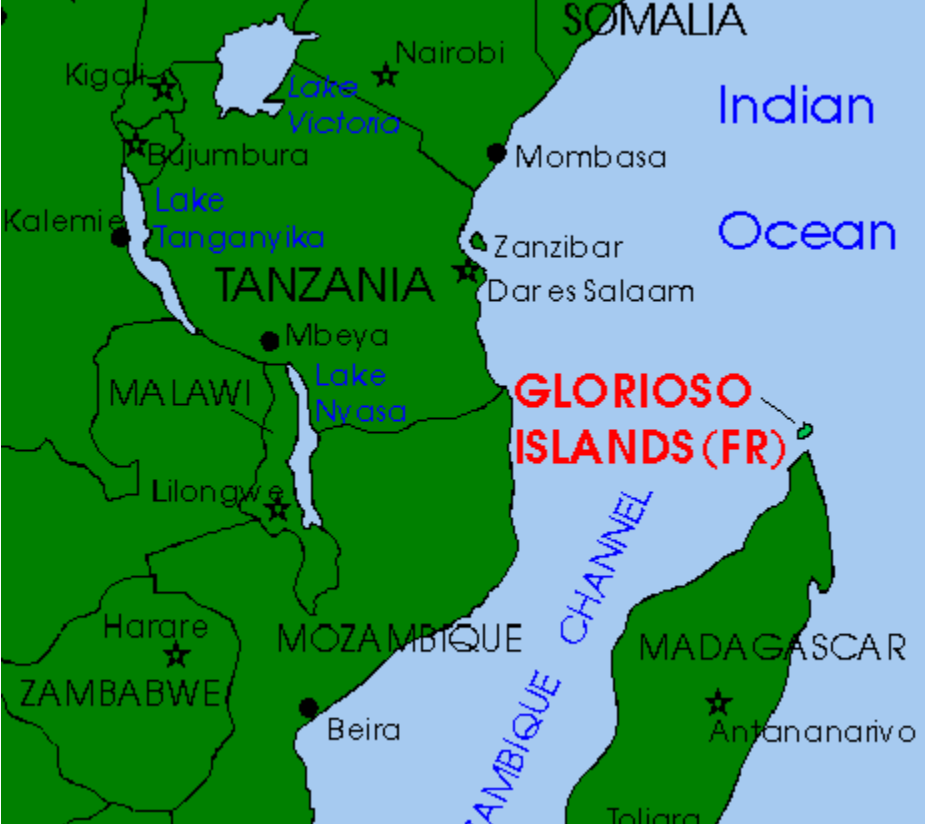 SOMALIA
Nairobi
Kigali
Lake
Victoria
Indian
Mombasa
Bujumbura
Lake
Tanganyika
Kalemie
Ocean
Zanzibar
TANZANIA
Dar es Salaam
Mbeya
Lake
Nyasa
MALAWI
GLORIOSO
ISLANDS (FR)
Lilongwe
CHANNEL
Harare
MOZAMBIQUE
MADAGASCAR
ZAMBABWE
AMBIQUE
Beira
Antananarivo
Toliara